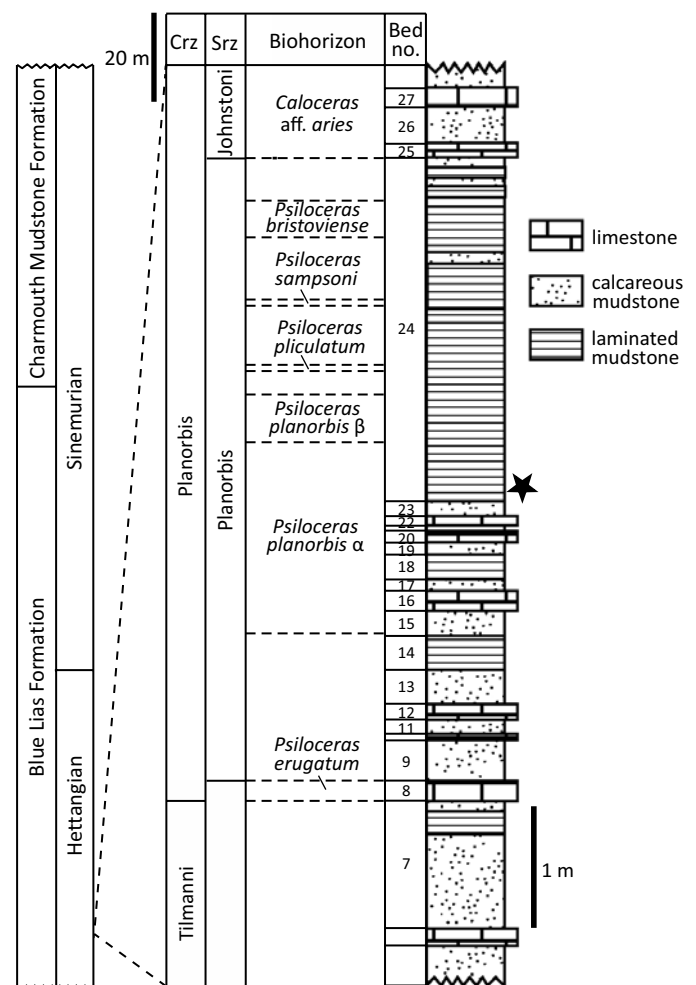 20 m
Crz
Srz
Biohorizon
Bed
no.
Charmouth Mudstone Formation
Blue Lias Formation
Sinemurian
Hettangian
Planorbis
Tilmanni
Johnstoni
Planorbis
Caloceras
aff. aries
Psiloceras
bristoviense
Psiloceras
sampsoni
Psiloceras
pliculatum
Psiloceras
planorbis β
Psiloceras
planorbis α
Psiloceras
erugatum
27
26
25
24
23
22
20
19
18
17
16
15
14
13
12
11
9
8
7
limestone
calcareous
mudstone
laminated
mudstone
1 m